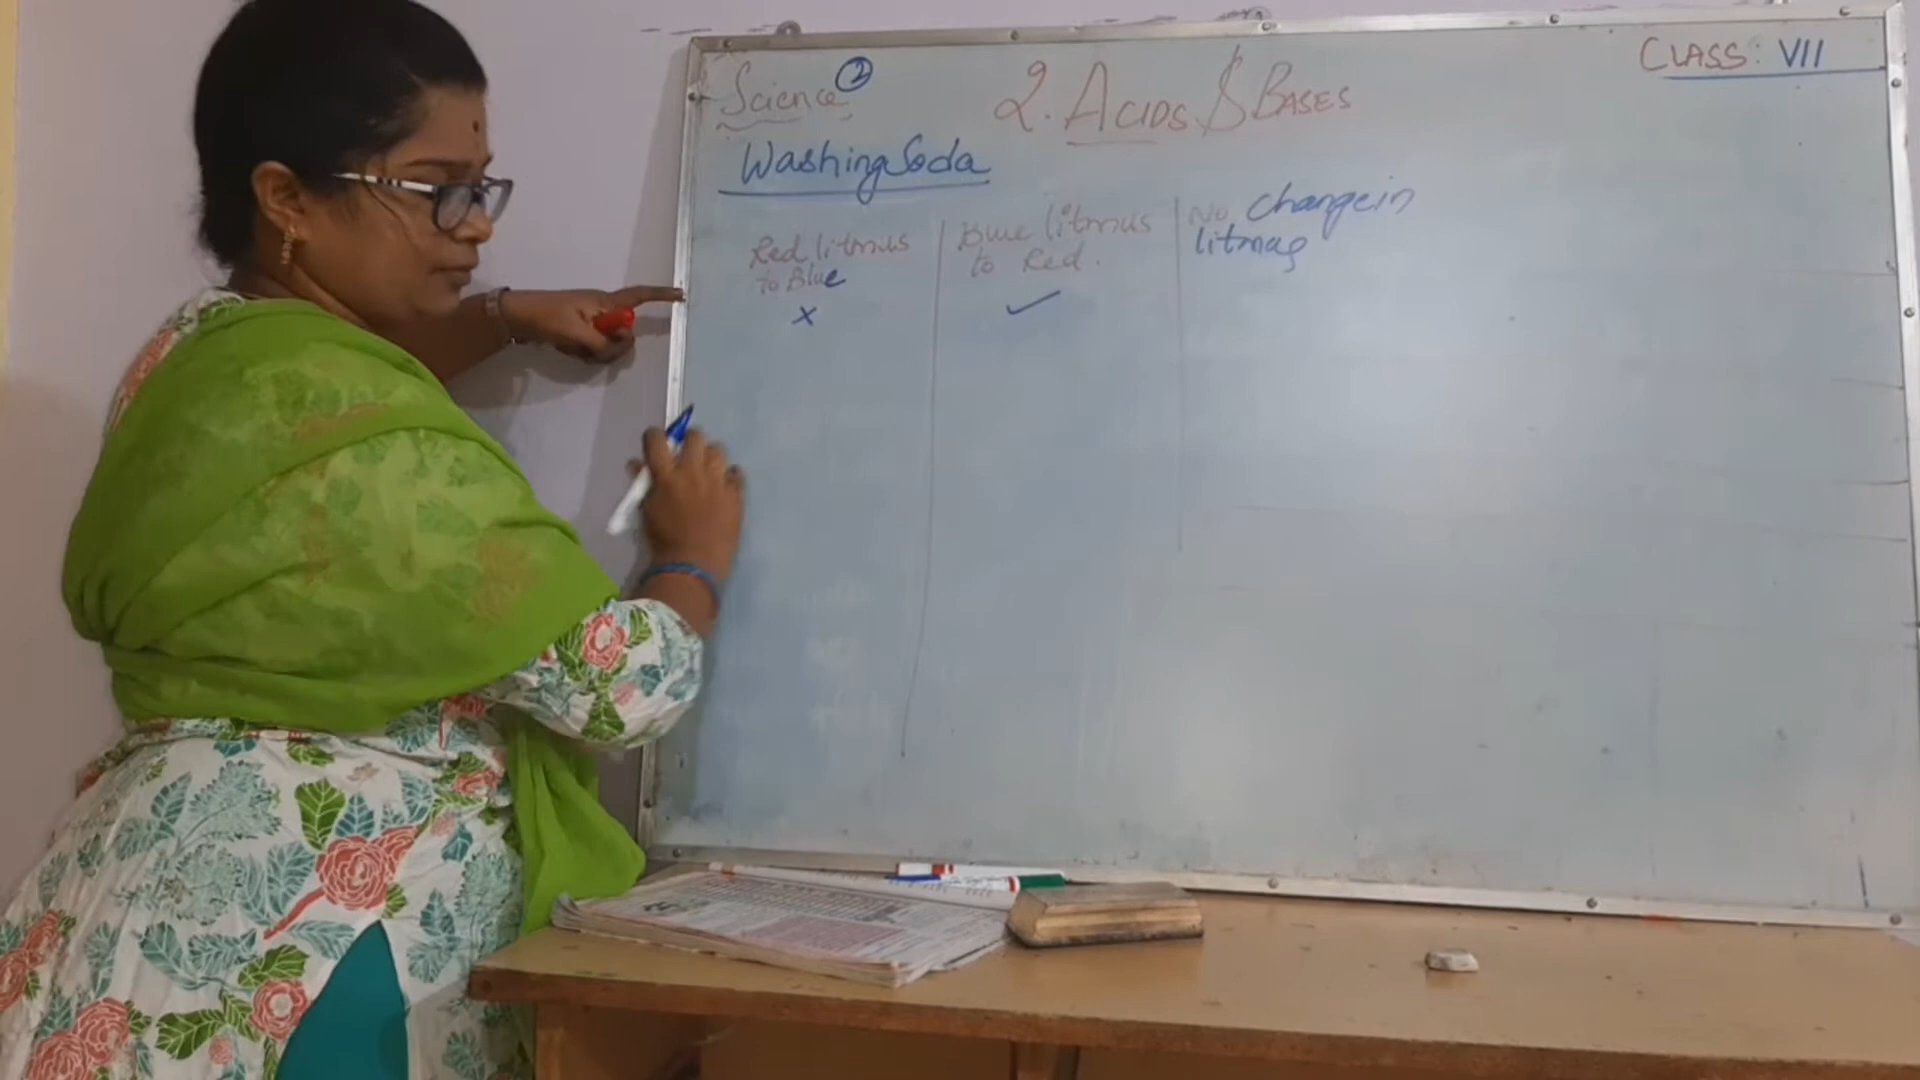 Science ②
2. ACIDS & BASES
CLASS: VII
Washing Soda
Red litmus
to Blue
x
Blue litmus
to Red.
✓
No change in
litmus